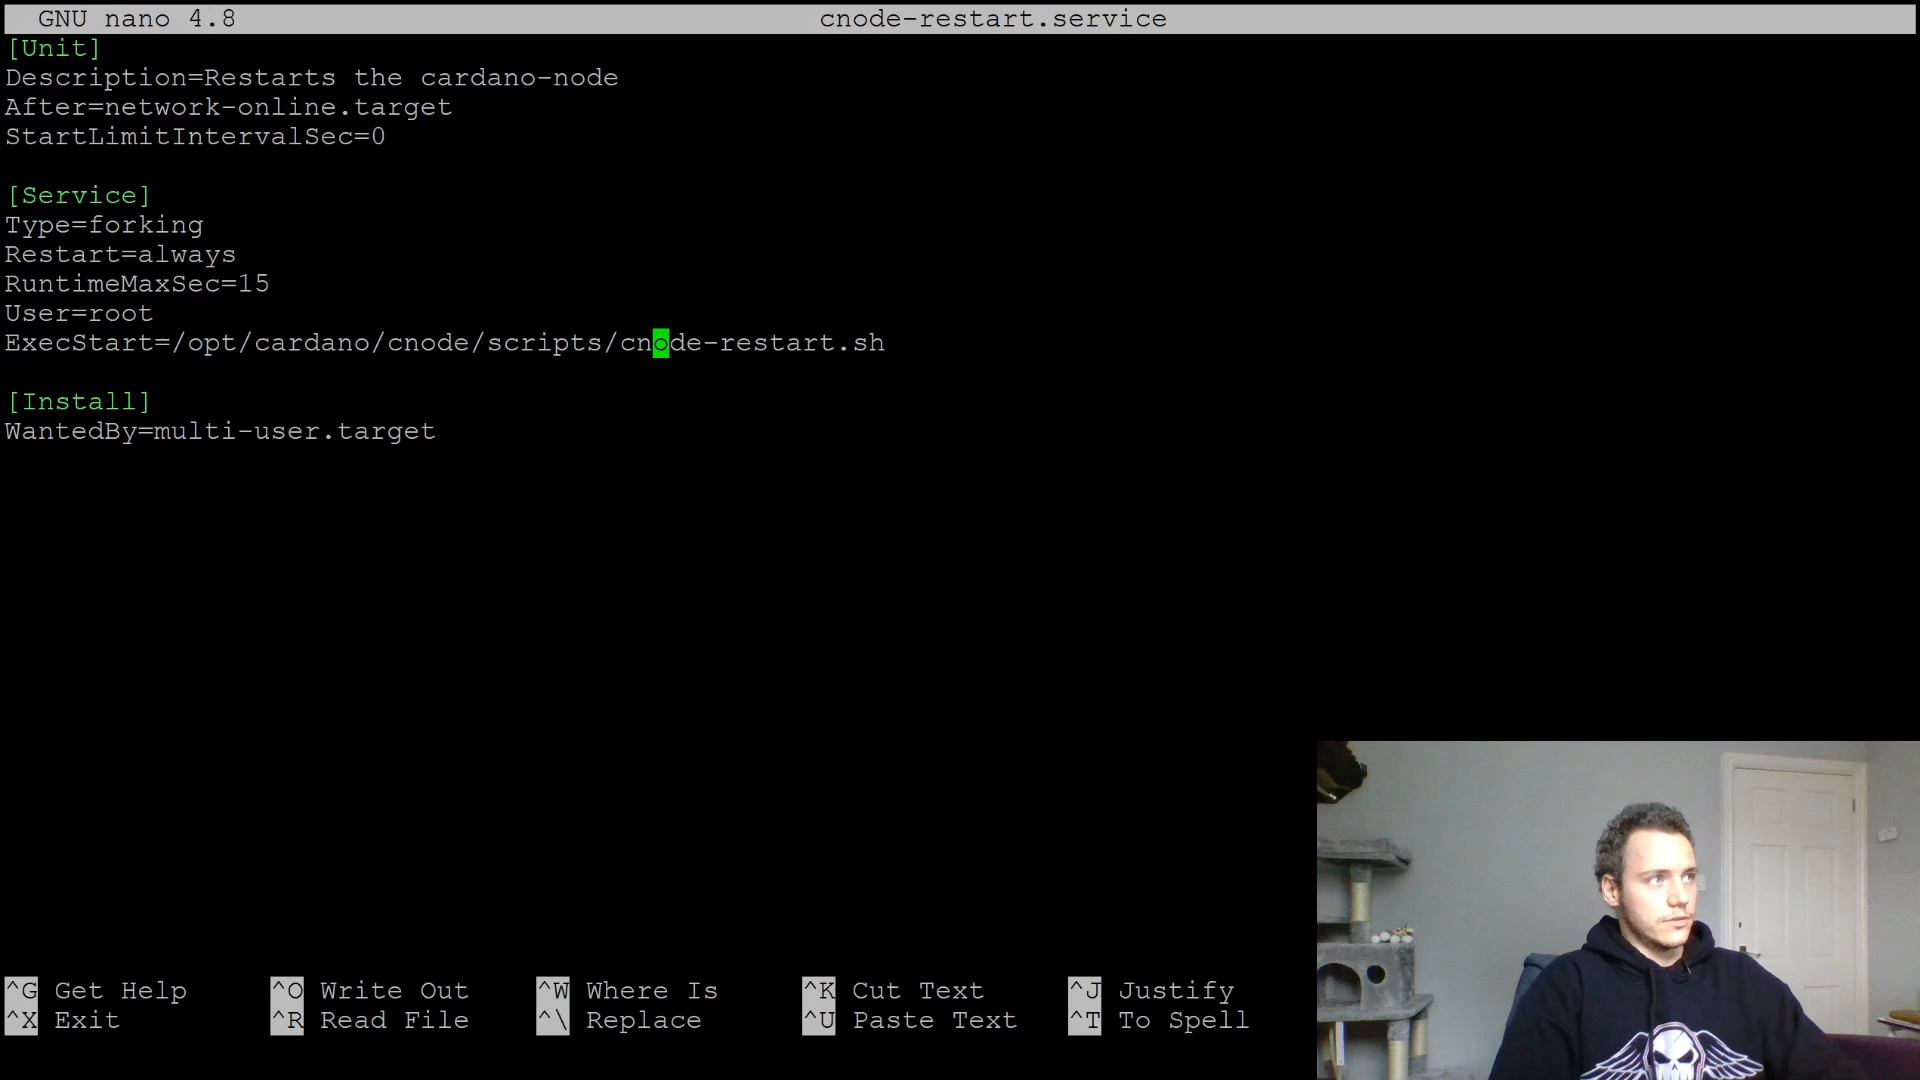 GNU nano 4.8 cnode-restart.service
[Unit]
Description=Restarts the cardano-node
After=network-online.target
StartLimitIntervalSec=0
[Service]
Type=forking
Restart=always
RuntimeMaxSec=15
User=root
ExecStart=/opt/cardano/cnode/scripts/cnode-restart.sh
[Install]
WantedBy=multi-user.target
^G Get Help ^O Write Out ^W Where Is ^K Cut Text ^J Justify
^X Exit ^R Read File ^\ Replace ^U Paste Text ^T To Spell